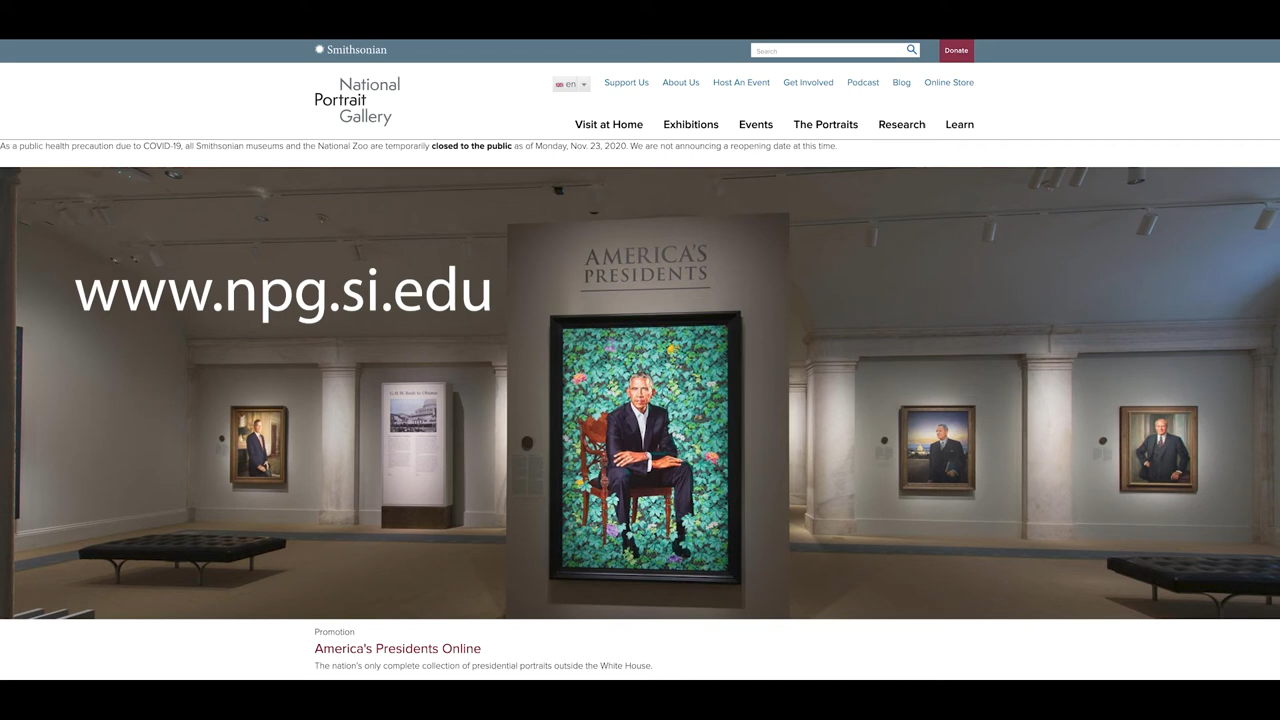 Smithsonian
Search
Donate
National
Portrait
Gallery
en
Support Us
About Us
Host An Event
Get Involved
Podcast
Blog
Online Store
Visit at Home
Exhibitions
Events
The Portraits
Research
Learn
As a public health precaution due to COVID-19, all Smithsonian museums and the National Zoo are temporarily closed to the public as of Monday, Nov. 23, 2020. We are not announcing a reopening date at this time.
AMERICA'S
PRESIDENTS
www.npg.si.edu
Promotion
America's Presidents Online
The nation's only complete collection of presidential portraits outside the White House.